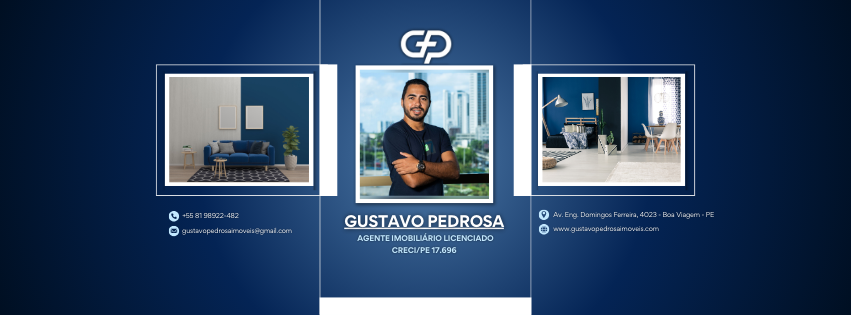 GP
GUSTAVO PEDROSA
AGENTE IMOBILIÁRIO LICENCIADO
CRECI/PE 17.696
+55 81 98922-482
gustavopedrosaimoveis@gmail.com
Av. Eng. Domingos Ferreira, 4023 - Boa Viagem - PE
www.gustavopedrosaimoveis.com